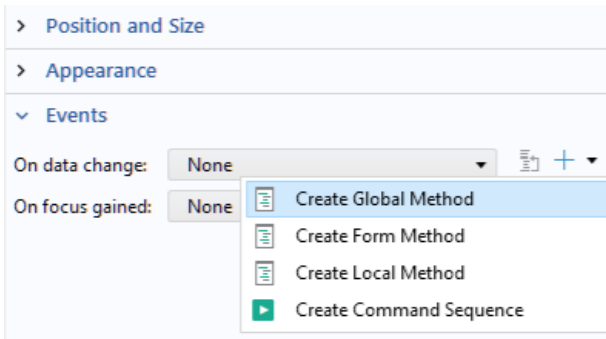 Position and Size
Appearance
Events
On data change: None
On focus gained: None
Create Global Method
Create Form Method
Create Local Method
Create Command Sequence